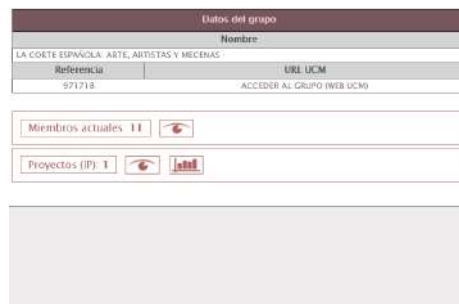 Datos del grupo
Nombre
LA CORTE ESPAÑOLA: ARTE, ARTISTAS Y MECENAS
Referencia URL UCM
971718 ACCEDER AL GRUPO (WEB UCM)
Miembros actuales 11
Proyectos (IP): 1